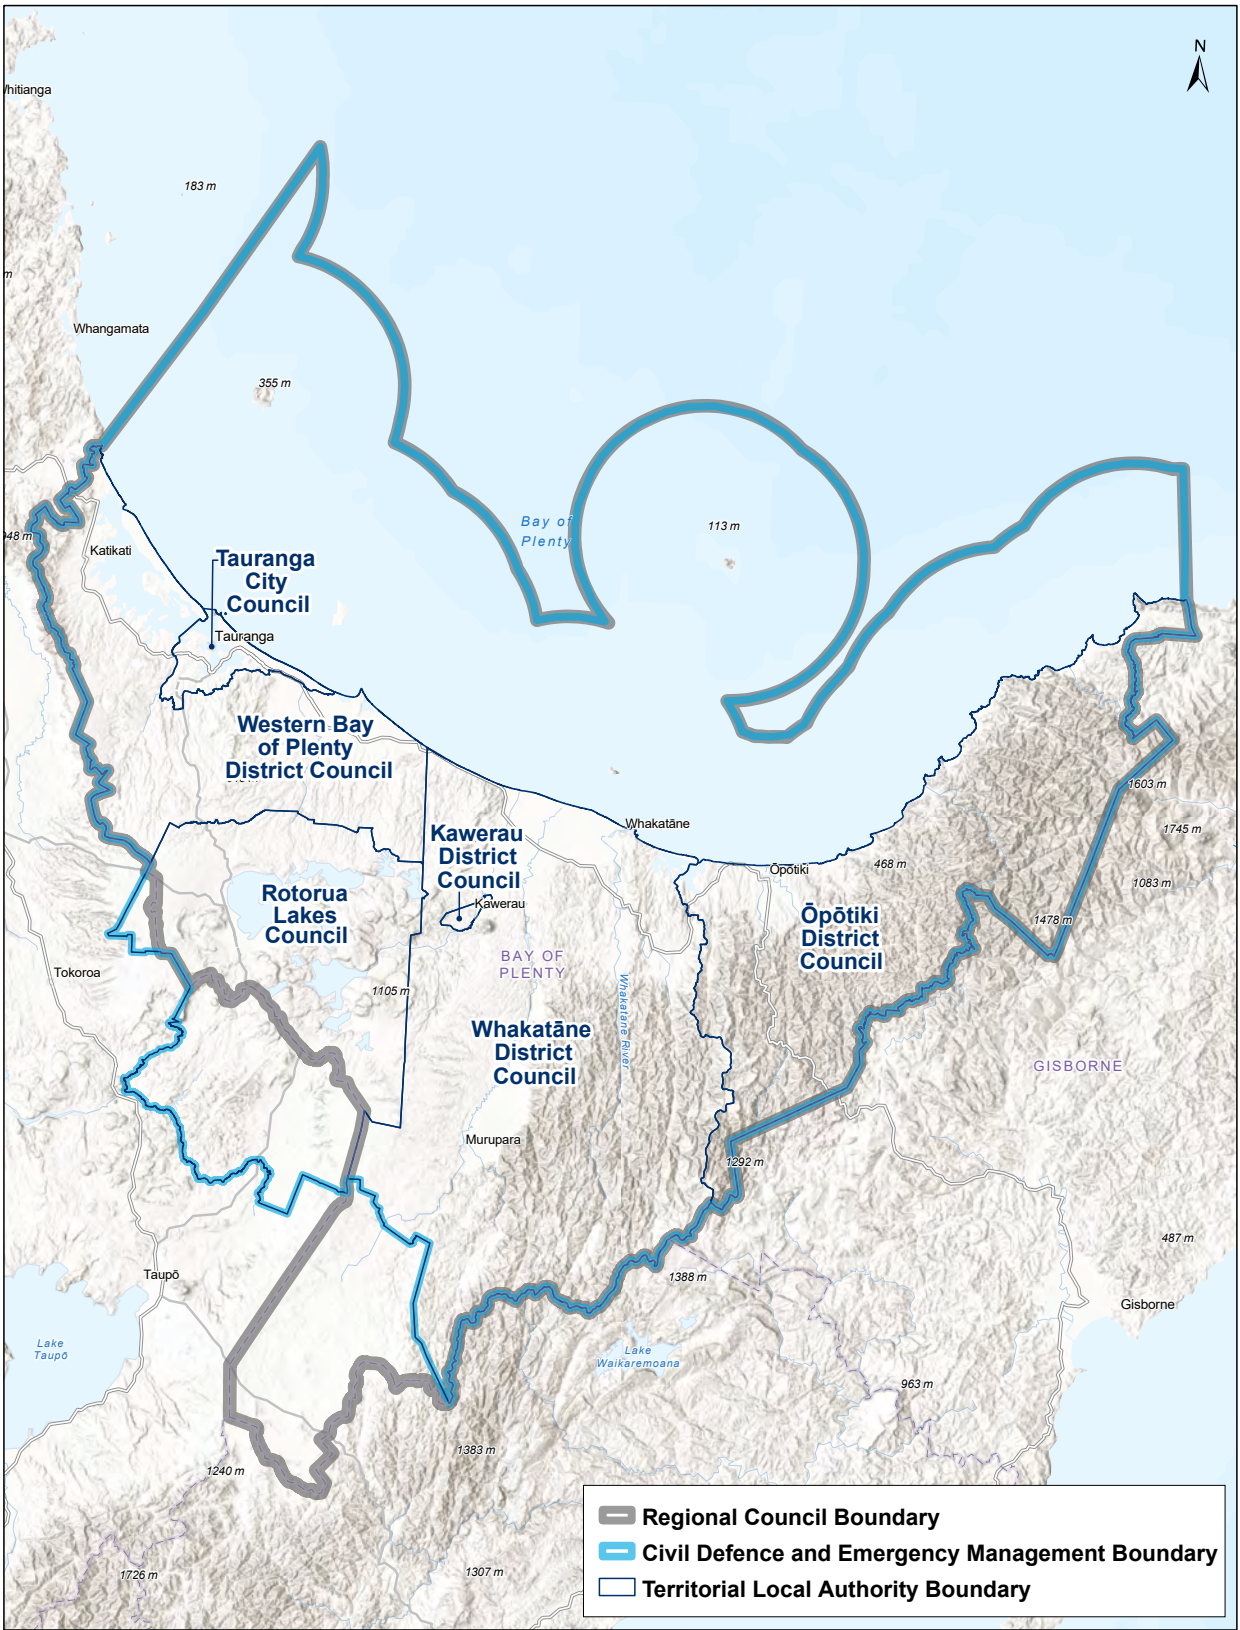 N
hitianga
183 m
m
Whangamata
355 m
Bay of
Plenty
113 m
948 m
Katikati
Tauranga
City
Council
Tauranga
Western Bay
of Plenty
District Council
1603 m
Whakatāne
1745 m
Kawerau
District
Council
468 m
Ōpōtiki
1083 m
Rotorua
Lakes
Council
Kawerau
Ōpōtiki
District
Council
1478 m
BAY OF
PLENTY
Tokoroa
1105 m
Whakatāne River
Whakatāne
District
Council
GISBORNE
Murupara
1292 m
487 m
Taupō
1388 m
Gisborne
Lake
Taupō
Lake
Waikaremoana
963 m
1383 m
1240 m
1726 m
1307 m
Regional Council Boundary
Civil Defence and Emergency Management Boundary
Territorial Local Authority Boundary